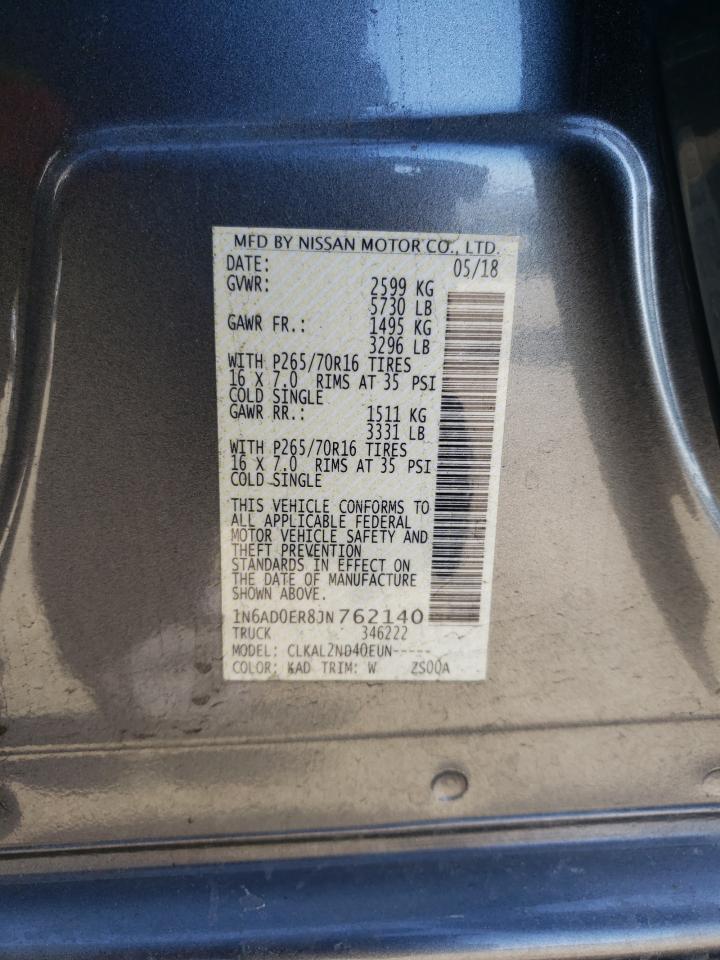 MFD BY NISSAN MOTOR CO., LTD.
DATE: 05/18
GVWR: 2599 KG
5730 LB
GAWR FR.: 1495 KG
3296 LB
WITH P265/70R16 TIRES
16 X 7.0 RIMS AT 35 PSI
COLD SINGLE
GAWR RR.: 1511 KG
3331 LB
WITH P265/70R16 TIRES
16 X 7.0 RIMS AT 35 PSI
COLD SINGLE
THIS VEHICLE CONFORMS TO
ALL APPLICABLE FEDERAL
MOTOR VEHICLE SAFETY AND
THEFT PREVENTION
STANDARDS IN EFFECT ON
THE DATE OF MANUFACTURE
SHOWN ABOVE.
1N6AD0ER8JN762140
TRUCK 346222
MODEL: CLKAL2ND40EUN-----
COLOR: KAD TRIM: W ZS00A